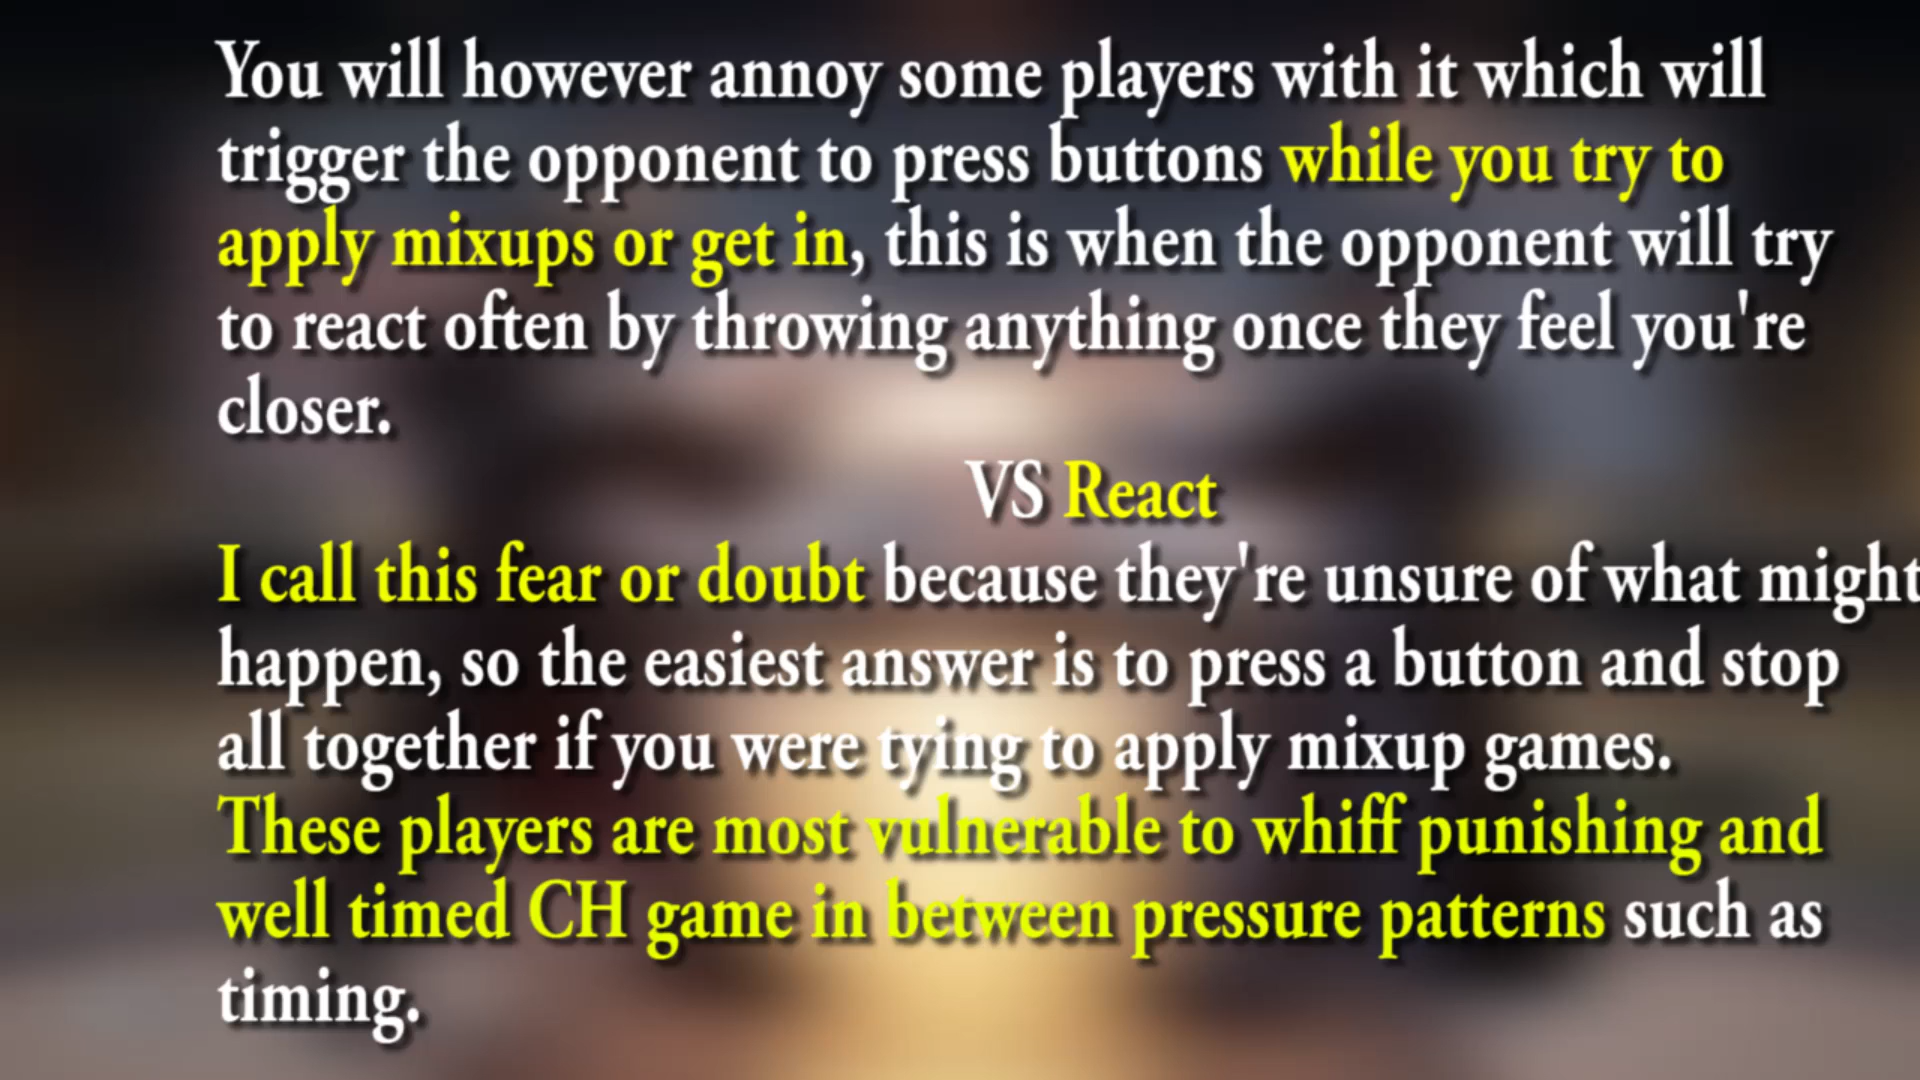 You will however annoy some players with it which will
trigger the opponent to press buttons while you try to
apply mixups or get in, this is when the opponent will try
to react often by throwing anything once they feel you're
closer.
VS React
I call this fear or doubt because they're unsure of what might
happen, so the easiest answer is to press a button and stop
all together if you were tying to apply mixup games.
These players are most vulnerable to whiff punishing and
well timed CH game in between pressure patterns such as
timing.